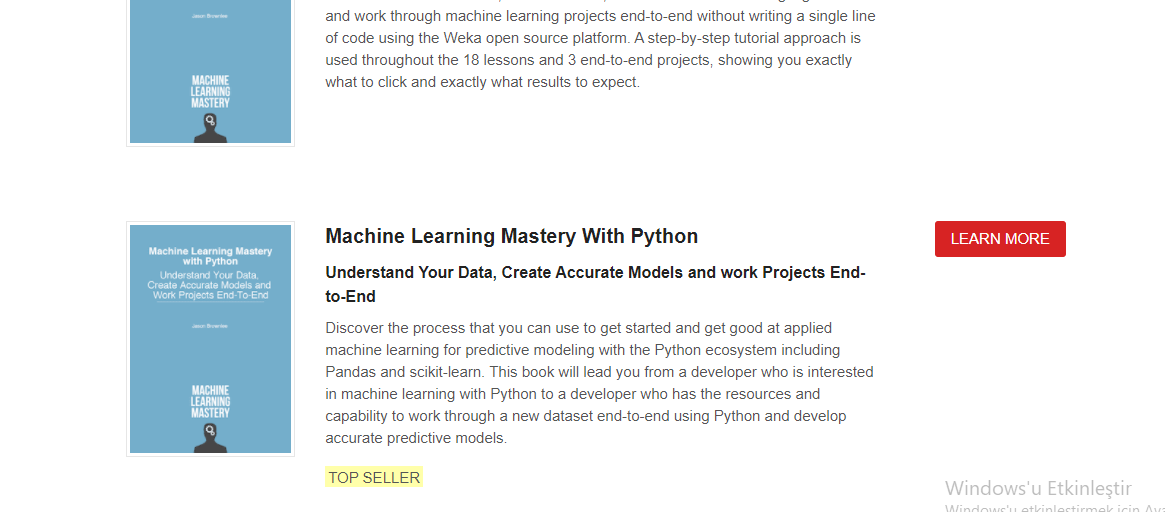 Jason Brownlee
MACHINE
LEARNING
MASTERY
and work through machine learning projects end-to-end without writing a single line
of code using the Weka open source platform. A step-by-step tutorial approach is
used throughout the 18 lessons and 3 end-to-end projects, showing you exactly
what to click and exactly what results to expect.
Machine Learning Mastery
with Python
Understand Your Data,
Create Accurate Models and
Work Projects End-To-End
Jason Brownlee
MACHINE
LEARNING
MASTERY
Machine Learning Mastery With Python
Understand Your Data, Create Accurate Models and work Projects End-
to-End
Discover the process that you can use to get started and get good at applied
machine learning for predictive modeling with the Python ecosystem including
Pandas and scikit-learn. This book will lead you from a developer who is interested
in machine learning with Python to a developer who has the resources and
capability to work through a new dataset end-to-end using Python and develop
accurate predictive models.
TOP SELLER
LEARN MORE
Windows'u Etkinleştir
Windows'u etkinleştirmek için